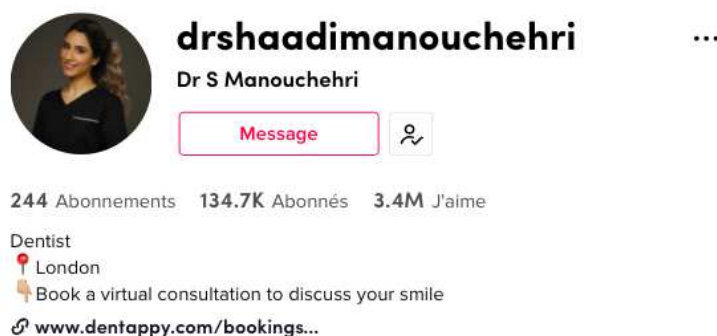 drshaadimanouchehri
Dr S Manouchehri
Message
244 Abonnements 134.7K Abonnés 3.4M J'aime
Dentist
📍London
👇🏼Book a virtual consultation to discuss your smile
www.dentappy.com/bookings...